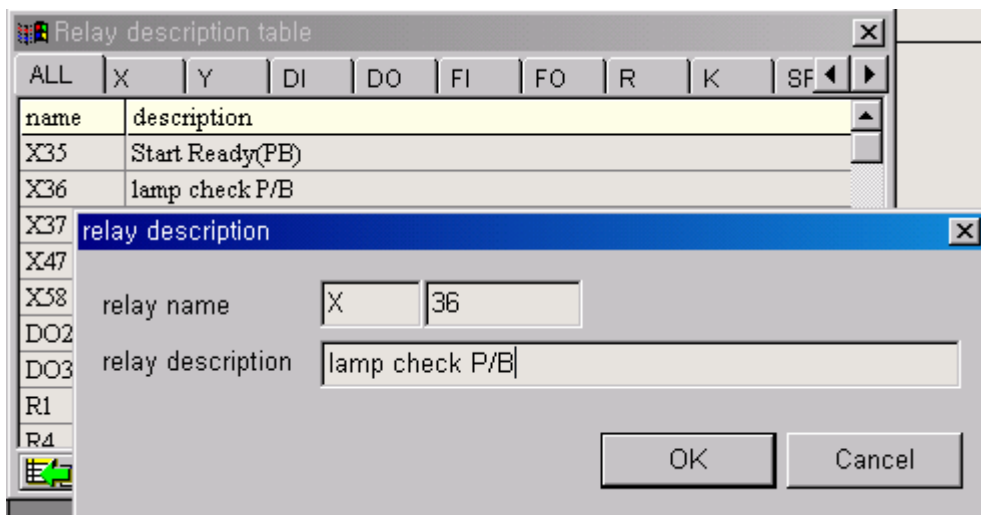 Relay description table
ALL X Y DI DO FI FO R K
name description
X35 Start Ready(PB)
X36 lamp check P/B
X37
X47
X58
DO2
DO3
R1
R4
relay description
relay name X 36
relay description lamp check P/B
OK Cancel